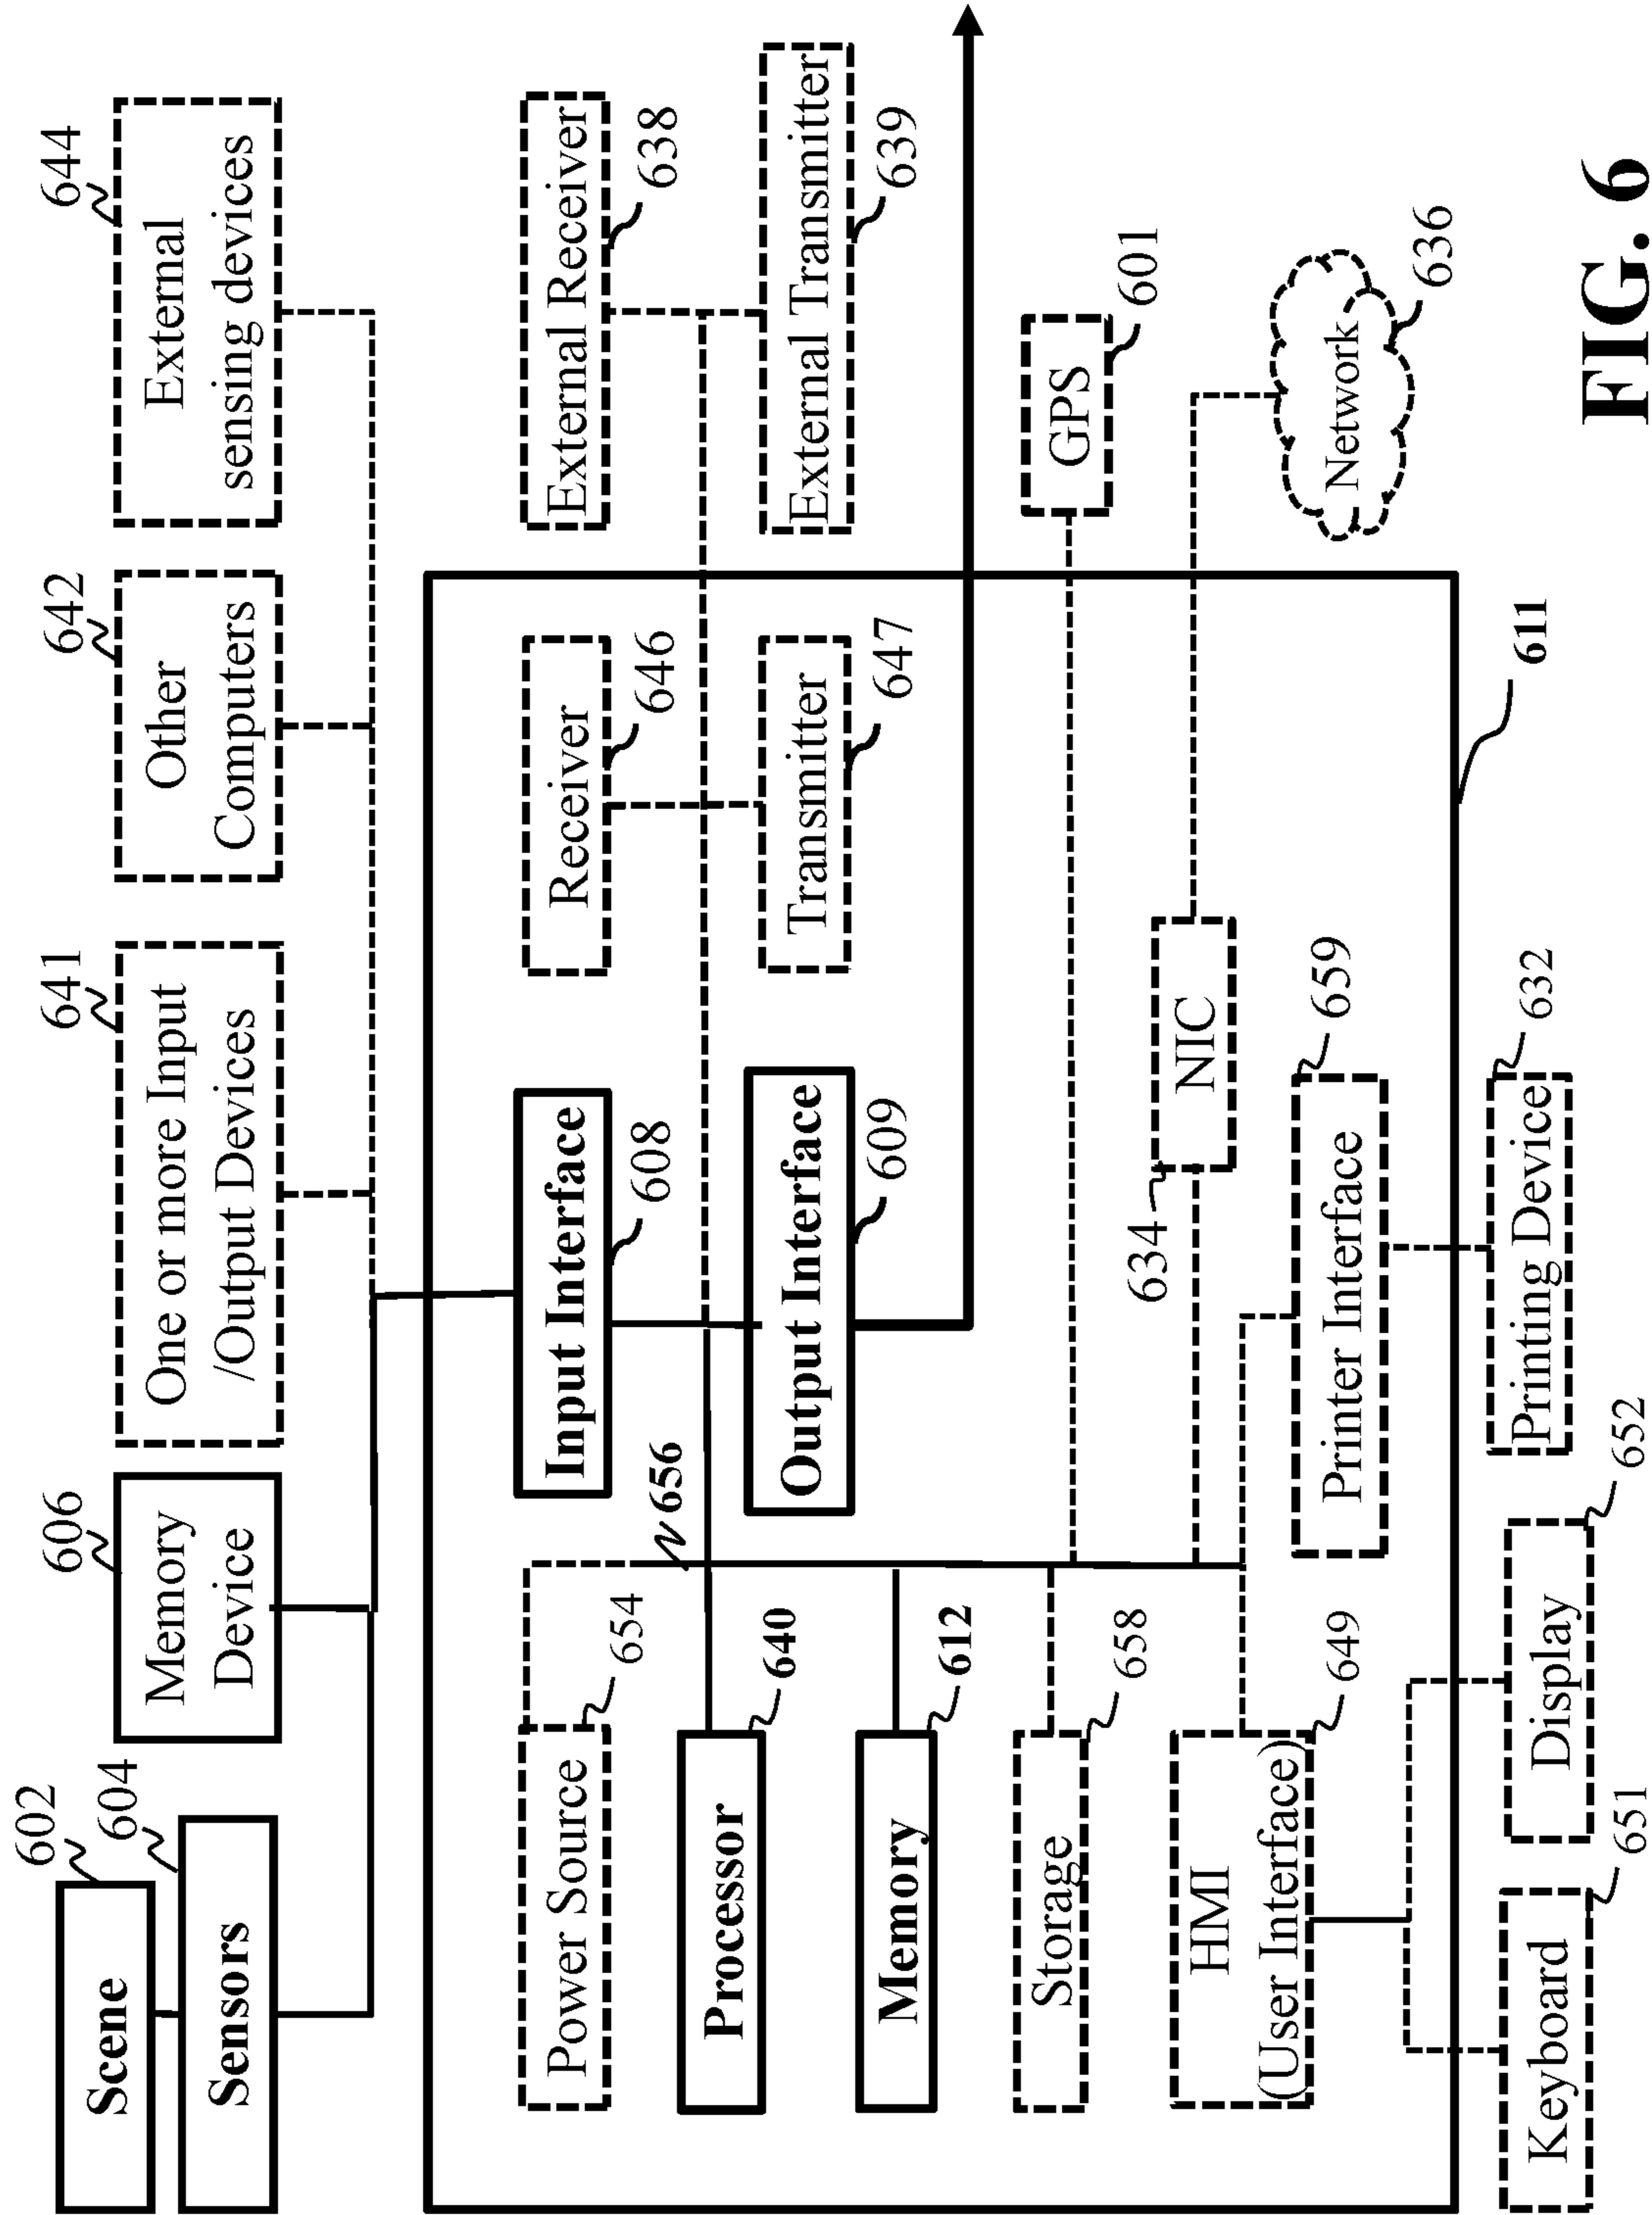 602
Scene
604
Sensors
606
Memory
Device
641
One or more Input
/Output Devices
642
Other
Computers
644
External
sensing devices
Power Source
654
656
Input Interface
608
Receiver
646
External Receiver
638
Processor
640
Output Interface
609
Transmitter
647
External Transmitter
639
Memory
612
Storage
658
GPS
601
HMI
(User Interface)
649
634
NIC
Network
636
Printer Interface
659
611
Keyboard
651
Display
652
Printing Device
632
FIG. 6